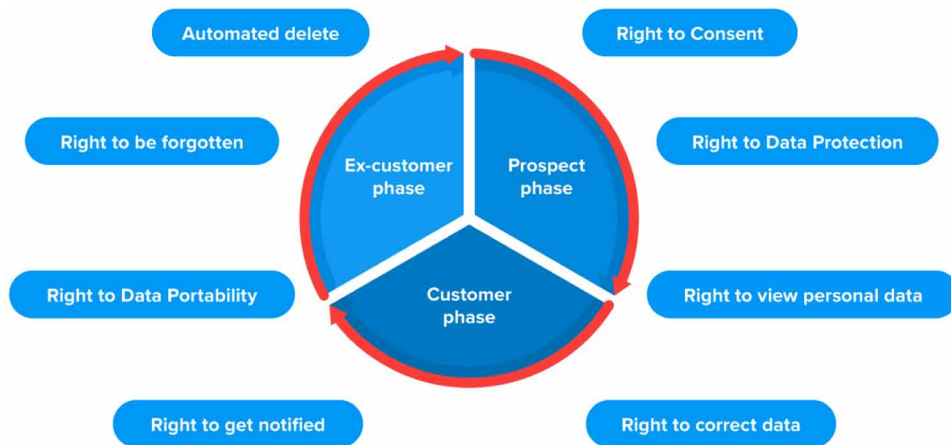 Automated delete
Right to Consent
Right to be forgotten
Right to Data Protection
Ex-customer
phase
Prospect
phase
Right to Data Portability
Customer
phase
Right to view personal data
Right to get notified
Right to correct data